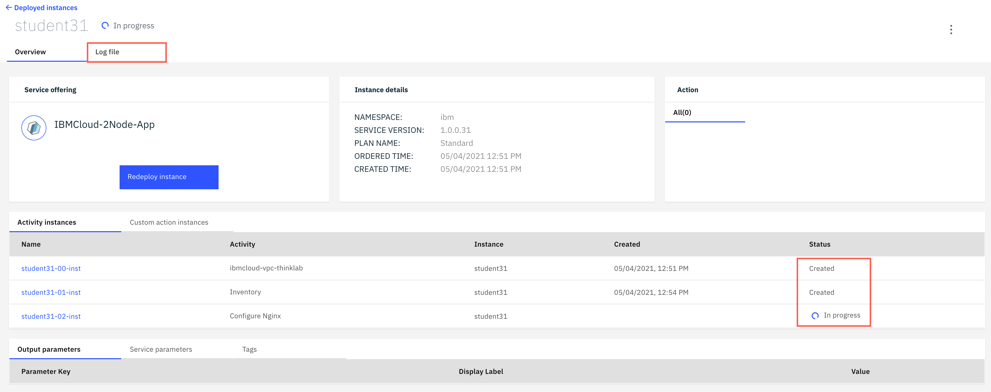 Deployed instances
student31 In progress
Overview Log file
Service offering Instance details Action
IBMCloud-2Node-App
Redeploy instance
NAMESPACE: ibm
SERVICE VERSION: 1.0.0.31
PLAN NAME: Standard
ORDERED TIME: 05/04/2021 12:51 PM
CREATED TIME: 05/04/2021 12:51 PM
All(0)
Activity instances Custom action instances
Name Activity Instance Created Status
student31-00-inst ibmcloud-vpc-thinklab student31 05/04/2021, 12:51 PM Created
student31-01-inst Inventory student31 05/04/2021, 12:54 PM Created
student31-02-inst Configure Nginx student31 In progress
Output parameters Service parameters Tags
Parameter Key Display Label Value